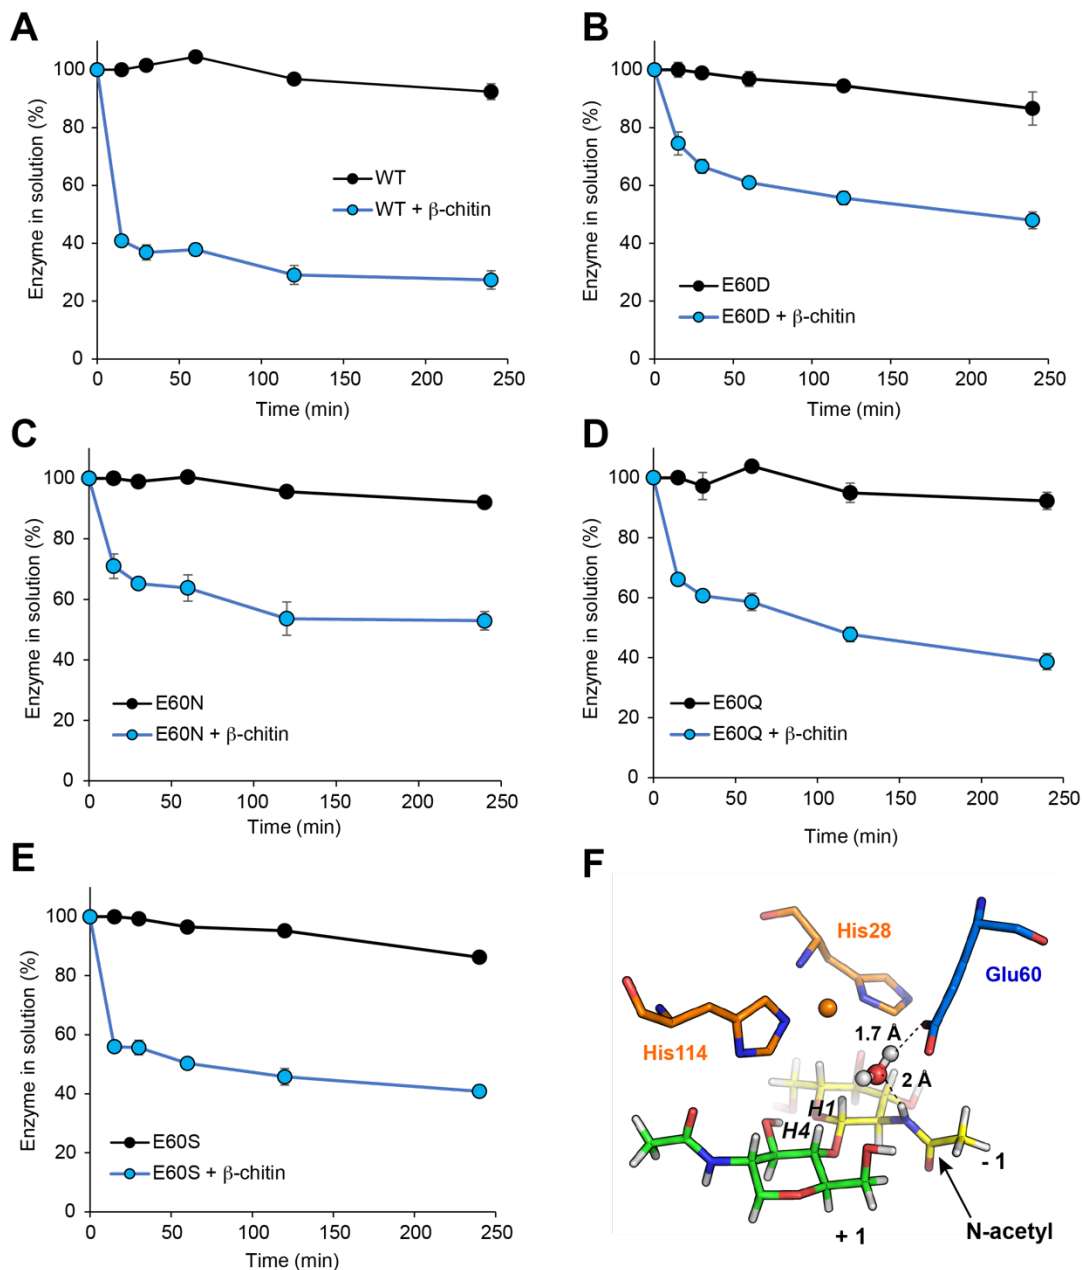 A
Enzyme in solution (%)
100
80
60
40
20
0
WT
WT + β-chitin
0 50 100 150 200 250
Time (min)
B
Enzyme in solution (%)
100
80
60
40
20
0
E60D
E60D + β-chitin
0 50 100 150 200 250
Time (min)
C
Enzyme in solution (%)
100
80
60
40
20
0
E60N
E60N + β-chitin
0 50 100 150 200 250
Time (min)
D
Enzyme in solution (%)
100
80
60
40
20
0
E60Q
E60Q + β-chitin
0 50 100 150 200 250
Time (min)
E
Enzyme in solution (%)
100
80
60
40
20
0
E60S
E60S + β-chitin
0 50 100 150 200 250
Time (min)
F
His28
Glu60
His114
1.7 Å
2 Å
H1
H4
- 1
N-acetyl
+ 1